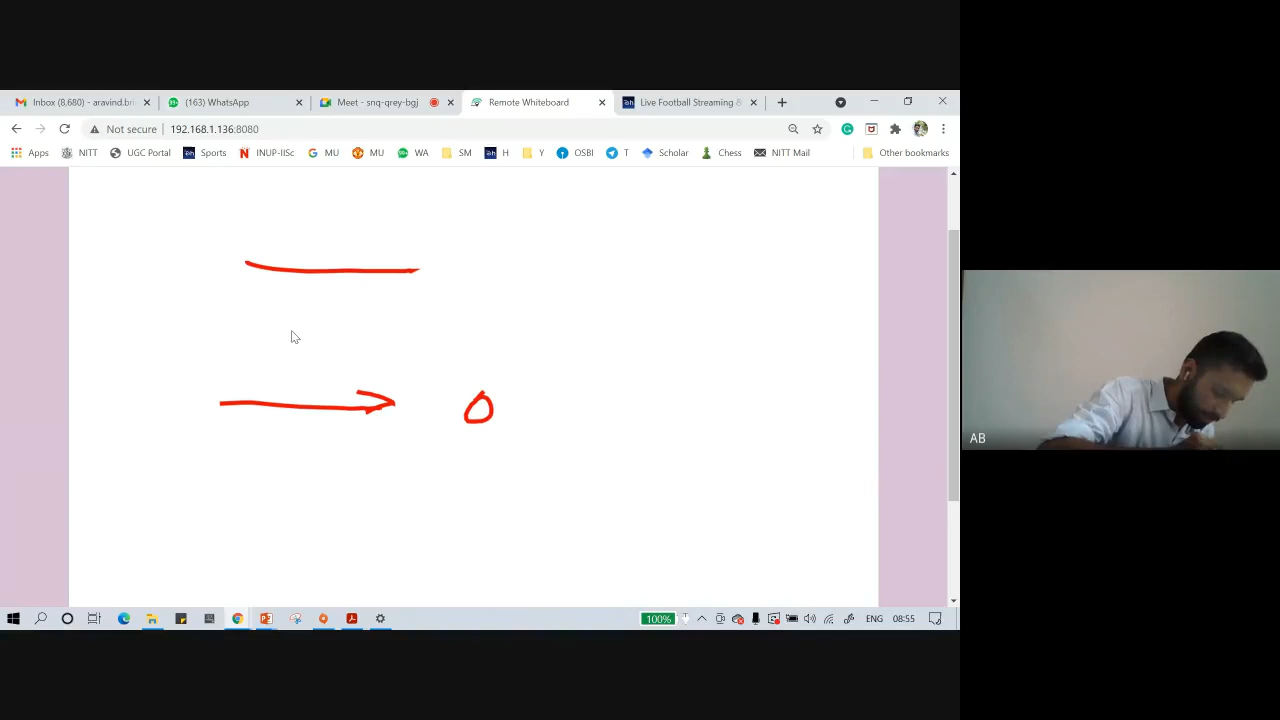 Inbox (8,680) - aravind.bri
(163) WhatsApp
Meet - snq-qrey-bgj
Remote Whiteboard
Live Football Streaming &
Not secure
192.168.1.136:8080
Apps
NITT
UGC Portal
Sports
INUP-IISc
MU
MU
WA
SM
H
Y
OSBI
T
Scholar
Chess
NITT Mail
Other bookmarks
0
AB
100%
ENG
08:55